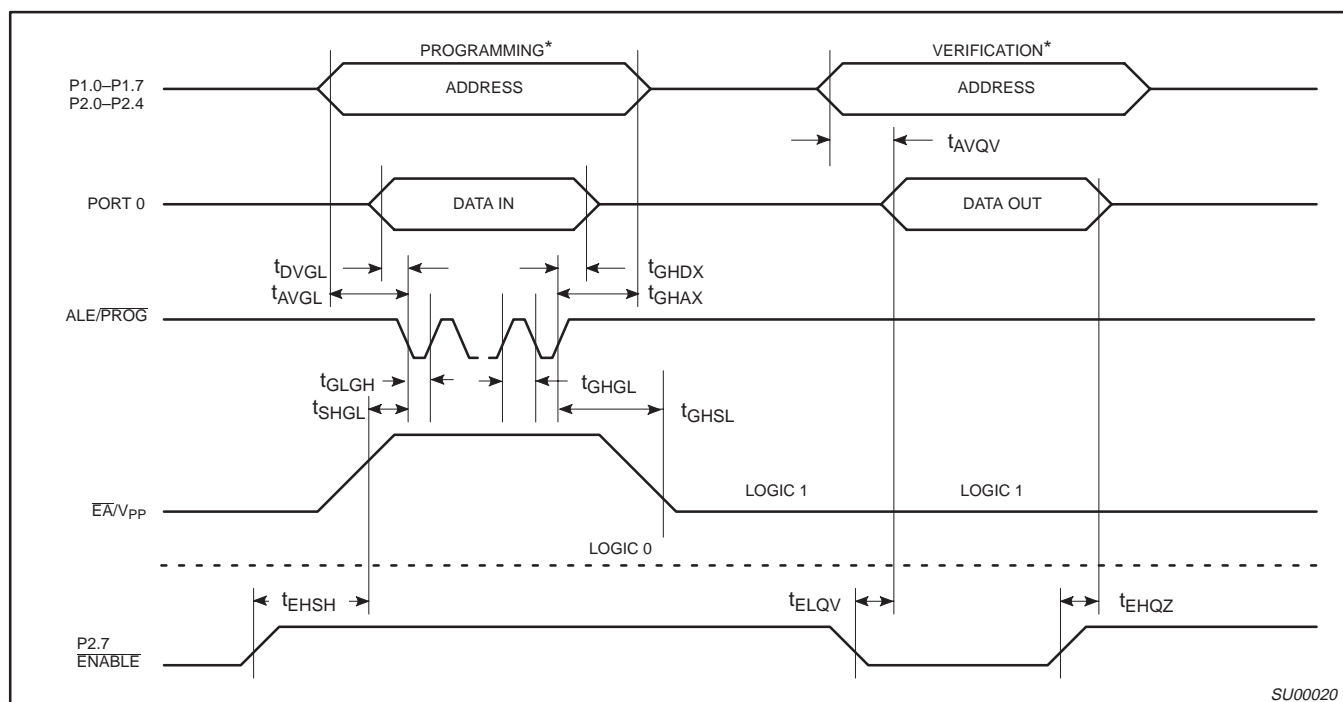 PROGRAMMING*
VERIFICATION*
P1.0–P1.7
P2.0–P2.4
ADDRESS
ADDRESS
tAVQV
PORT 0
DATA IN
DATA OUT
tDVGL
tGHDX
tAVGL
tGHAX
ALE/PROG
tGLGH
tGHGL
tSHGL
tGHSL
EA/VPP
LOGIC 1
LOGIC 1
LOGIC 0
tEHSH
tELQV
tEHQZ
P2.7
ENABLE
SU00020